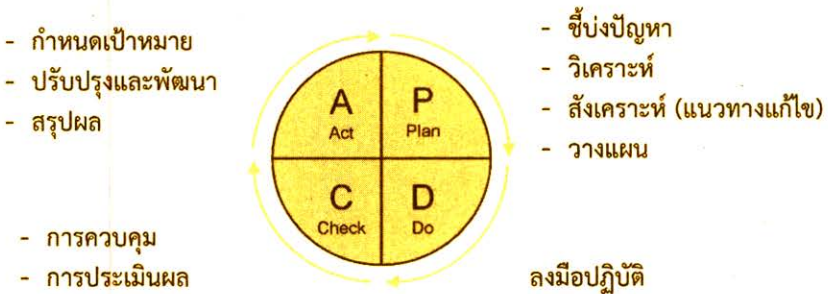 - กำหนดเป้าหมาย
- ปรับปรุงและพัฒนา
- สรุปผล
A
Act
P
Plan
- ชี้บ่งปัญหา
- วิเคราะห์
- สังเคราะห์ (แนวทางแก้ไข)
- วางแผน
C
Check
D
Do
- การควบคุม
- การประเมินผล
ลงมือปฏิบัติ